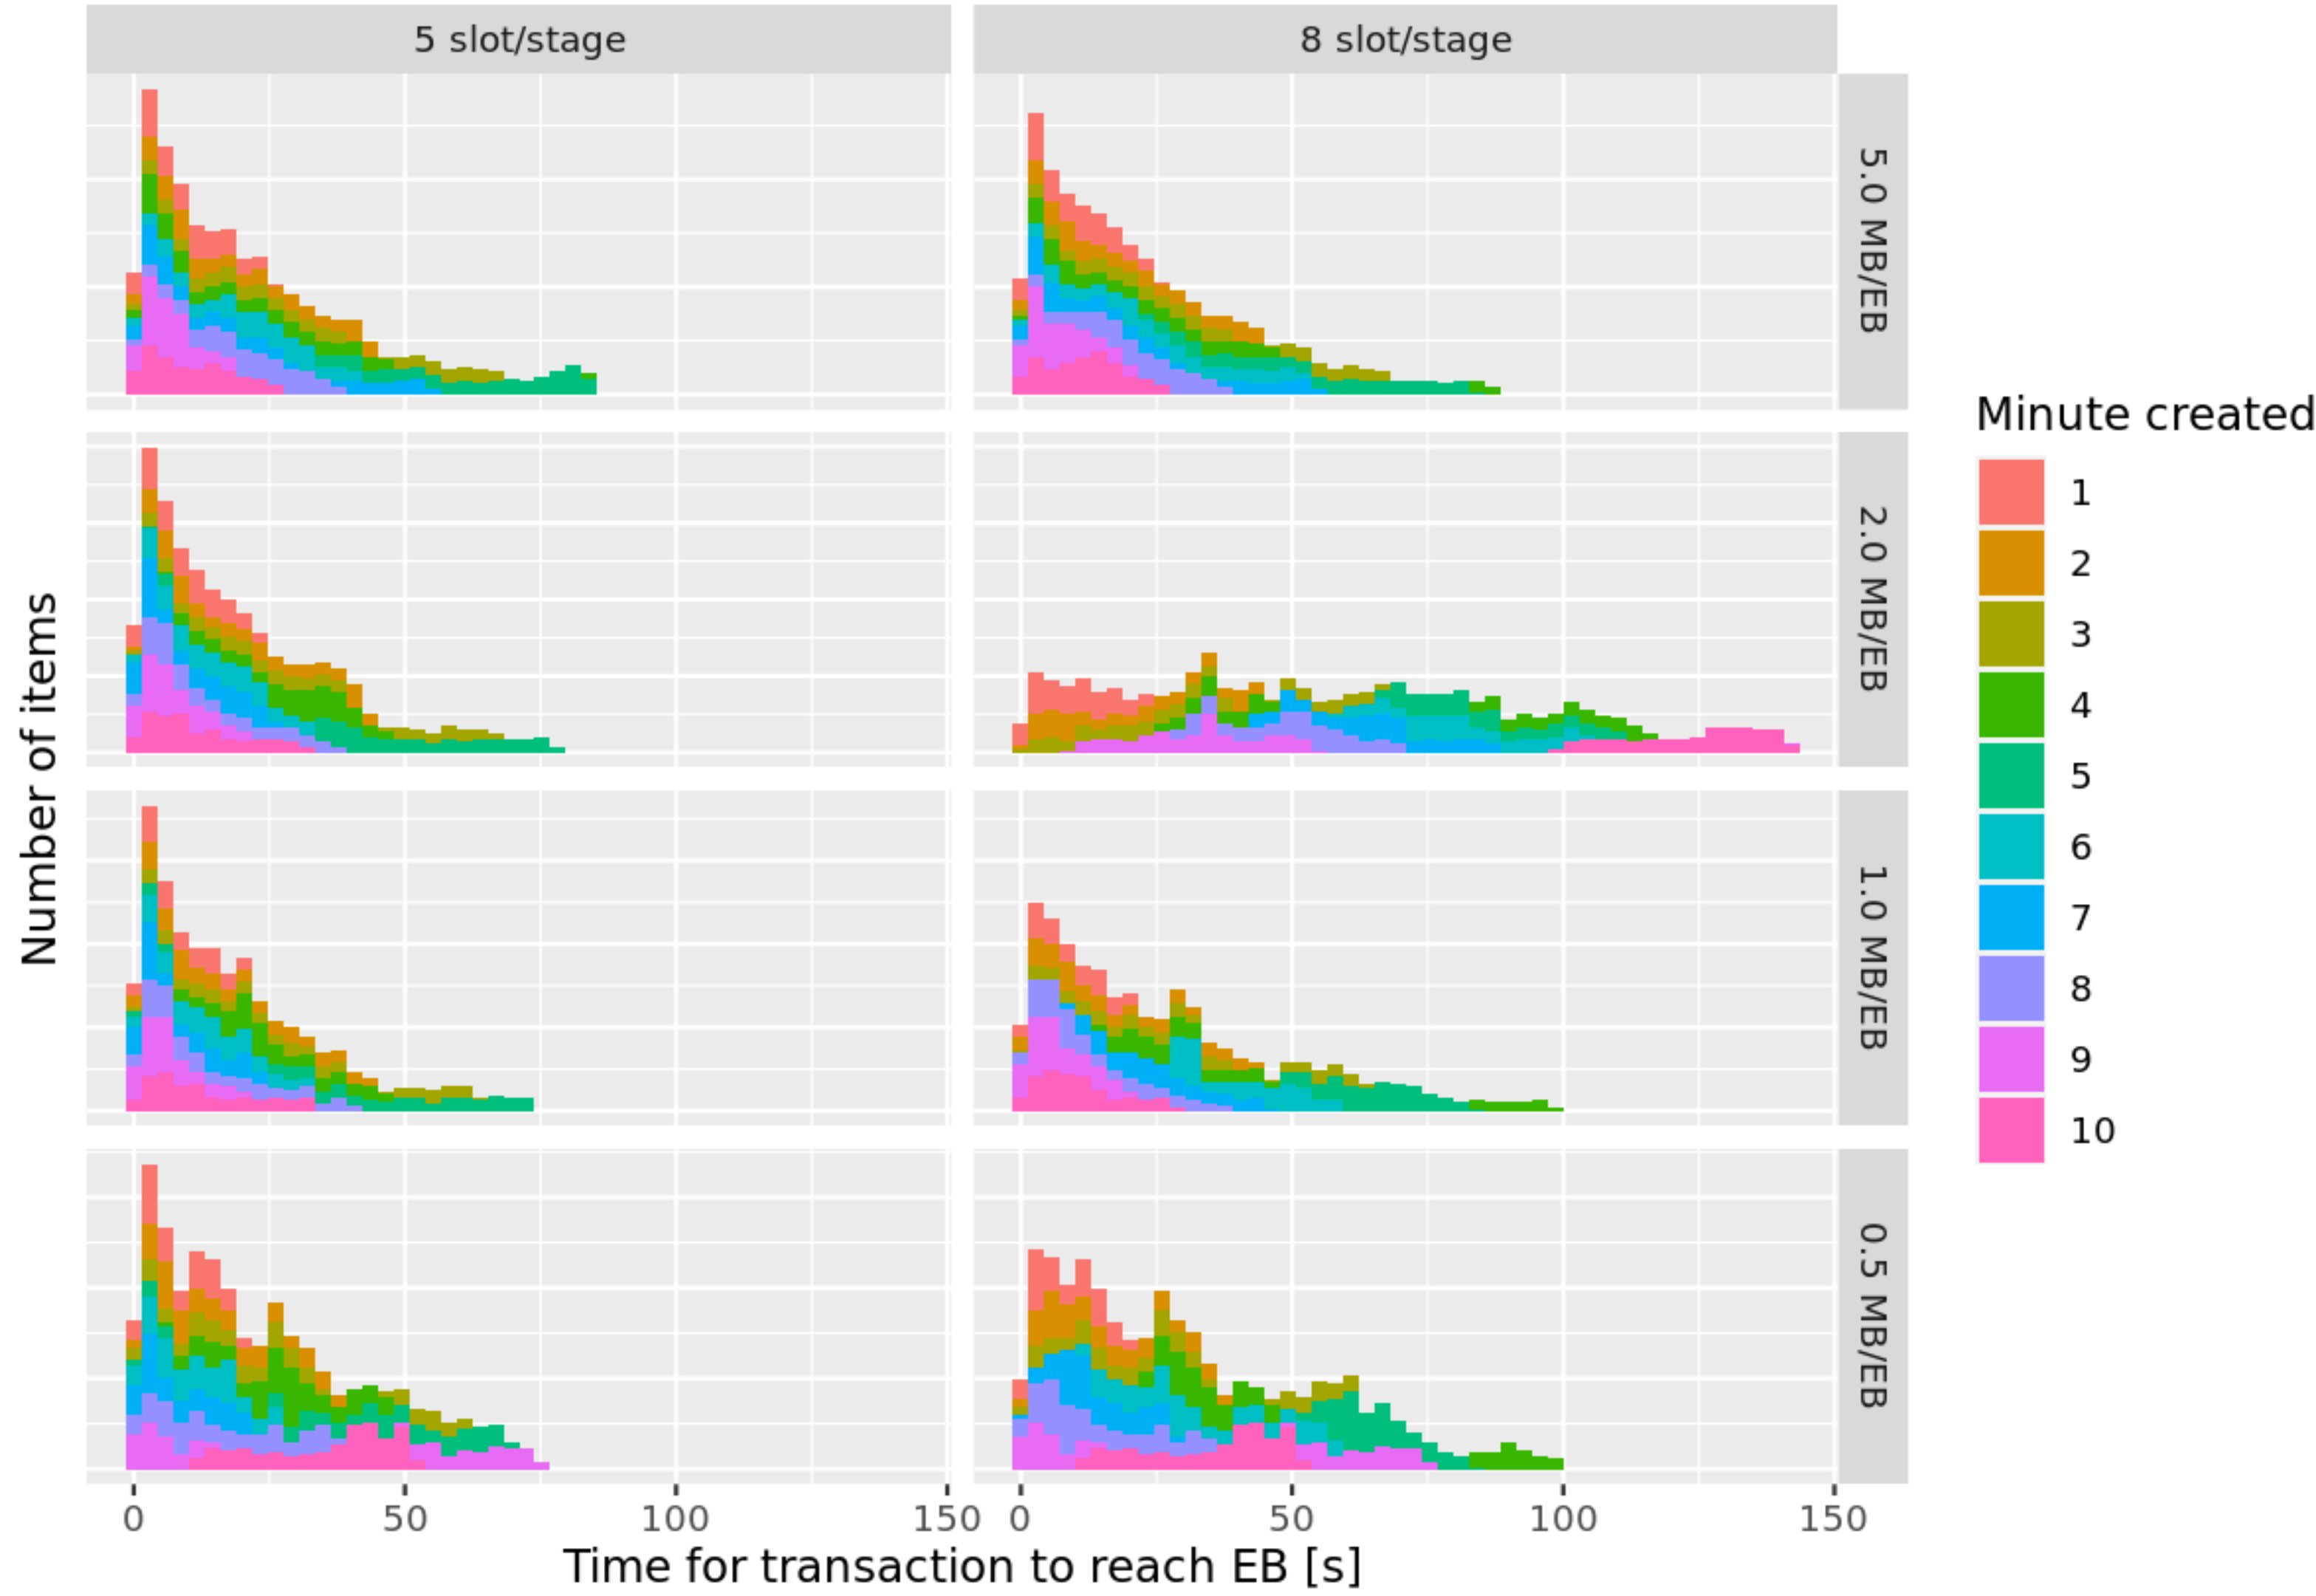 5 slot/stage
8 slot/stage
5.0 MB/EB
2.0 MB/EB
1.0 MB/EB
0.5 MB/EB
Number of items
0 50 100 150
0 50 100 150
Time for transaction to reach EB [s]
Minute created
1
2
3
4
5
6
7
8
9
10